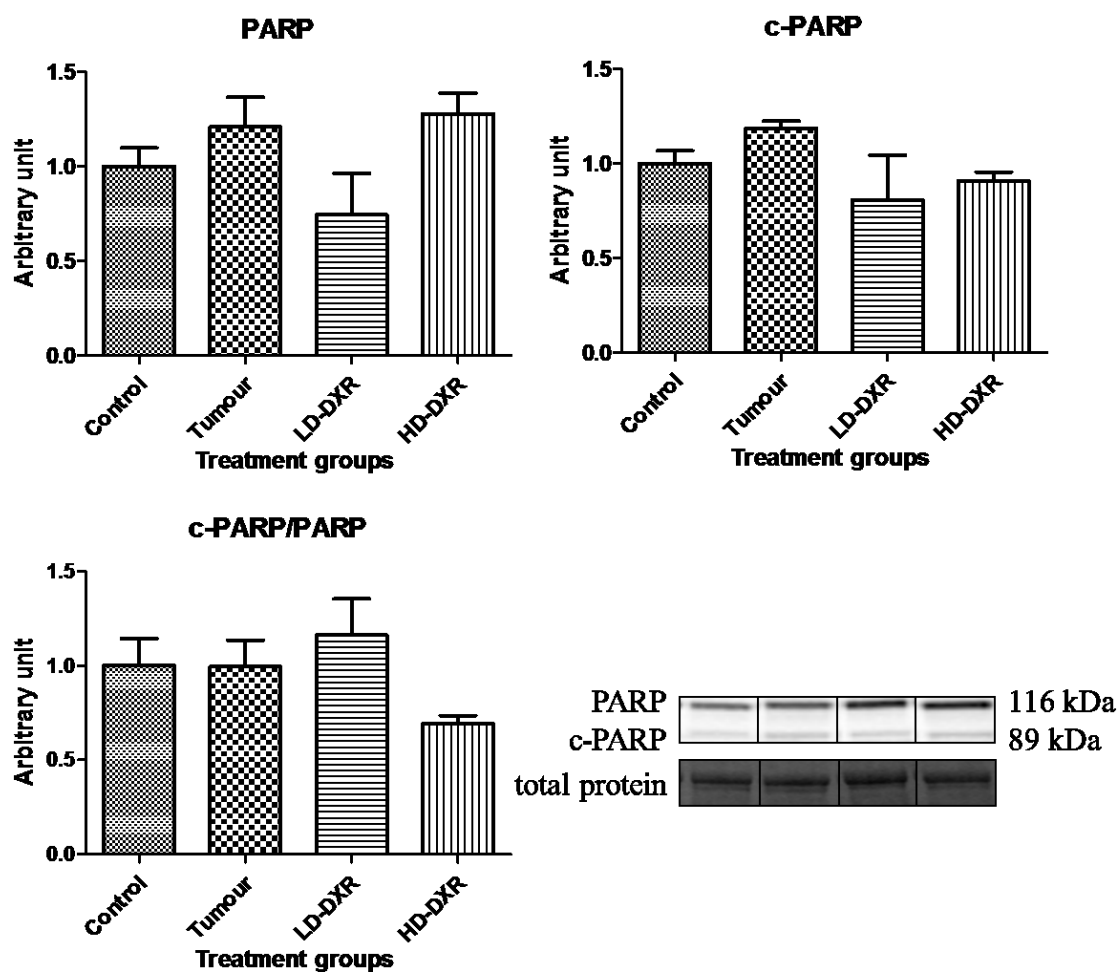 PARP
1.5
1.0
0.5
0.0
Arbitrary unit
Control
Tumour
LD-DXR
HD-DXR
Treatment groups
c-PARP
1.5
1.0
0.5
0.0
Arbitrary unit
Control
Tumour
LD-DXR
HD-DXR
Treatment groups
c-PARP/PARP
1.5
1.0
0.5
0.0
Arbitrary unit
Control
Tumour
LD-DXR
HD-DXR
Treatment groups
PARP 116 kDa
c-PARP 89 kDa
total protein